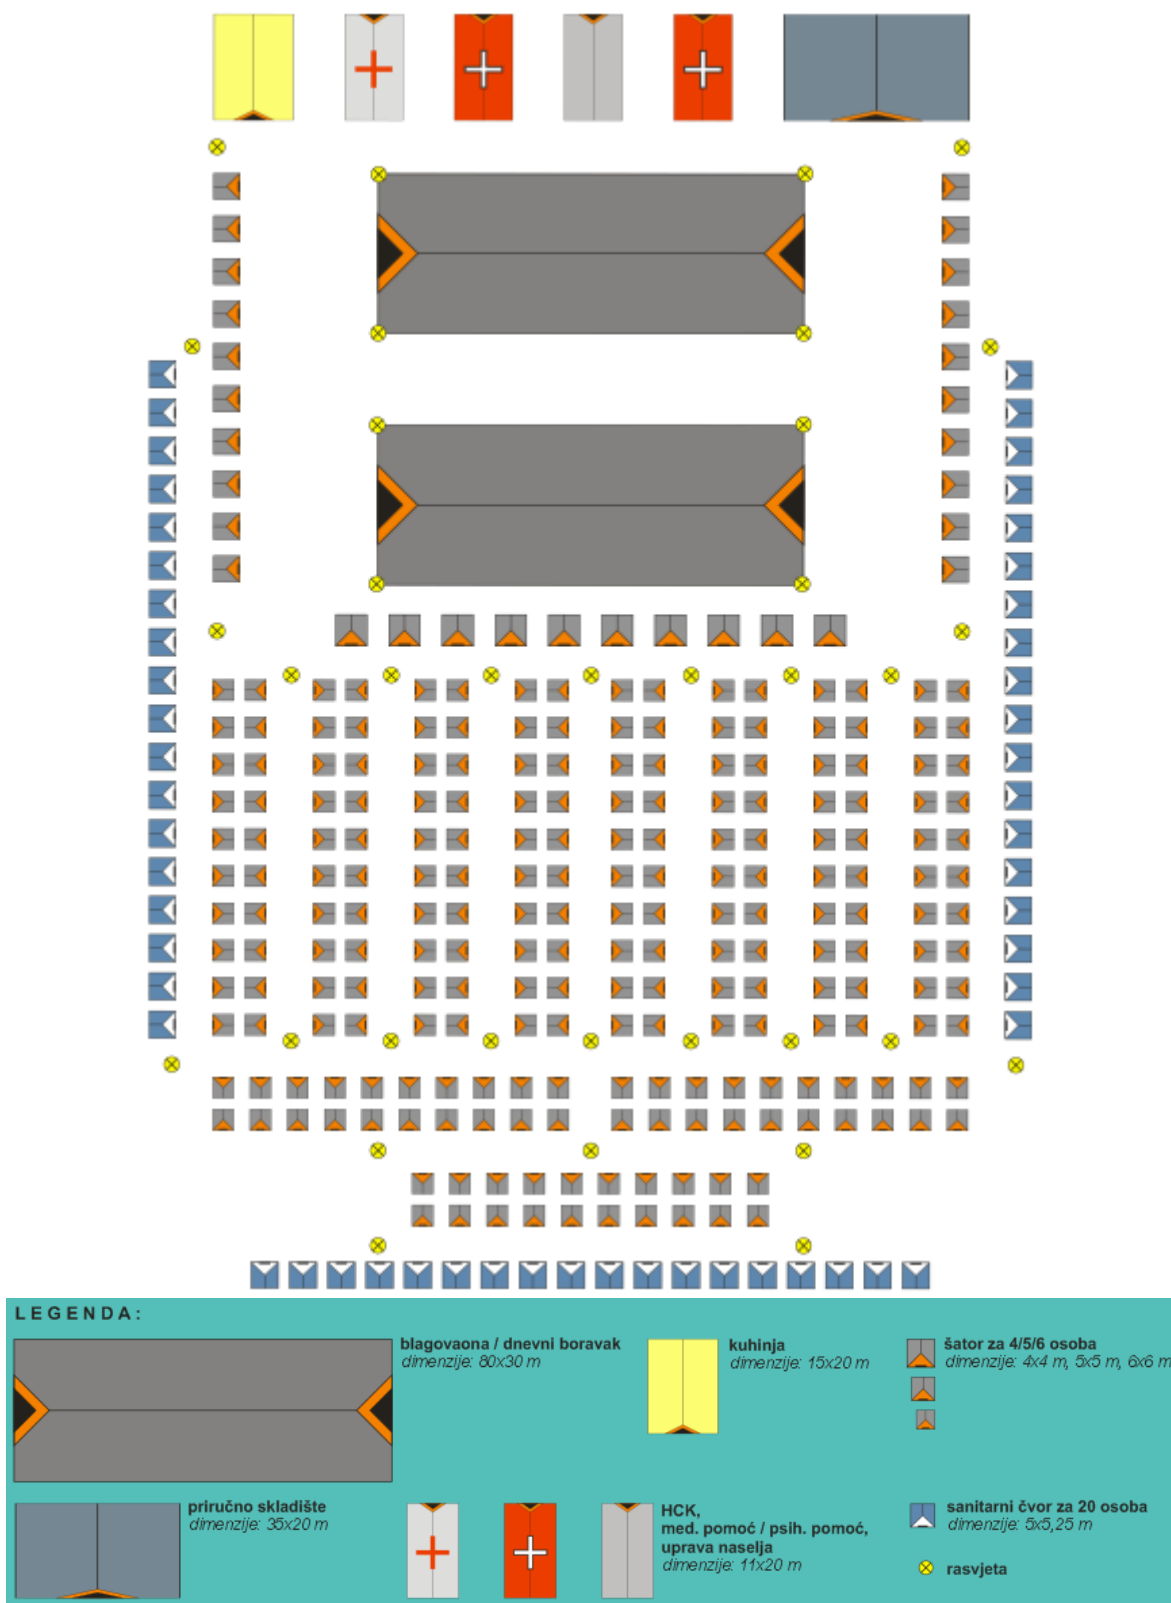 LEGENDA:
blagovaona / dnevni boravak
dimenzije: 80x30 m
kuhinja
dimenzije: 15x20 m
šator za 4/5/6 osoba
dimenzije: 4x4 m, 5x5 m, 6x6 m
priručno skladište
dimenzije: 35x20 m
HCK,
med. pomoć / psih. pomoć,
uprava naselja
dimenzije: 11x20 m
sanitarni čvor za 20 osoba
dimenzije: 5x5,25 m
rasvjeta